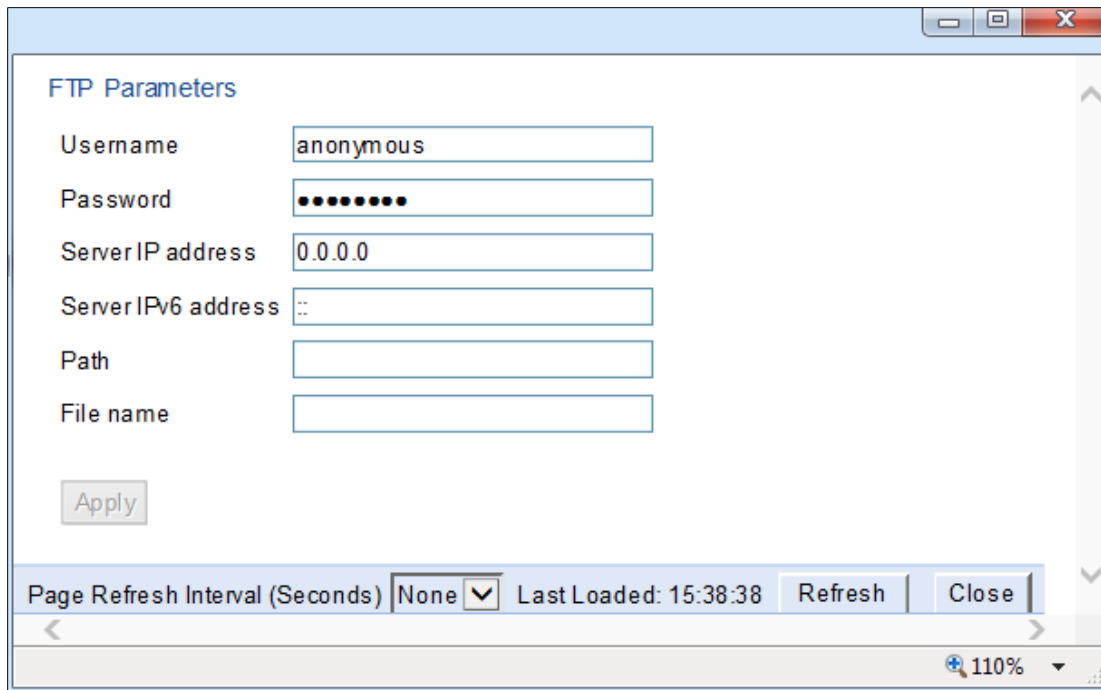 FTP Parameters
Username anonymous
Password ••••••••
Server IP address 0.0.0.0
Server IPv6 address ::
Path
File name
Apply
Page Refresh Interval (Seconds) None Last Loaded: 15:38:38 Refresh Close
110%